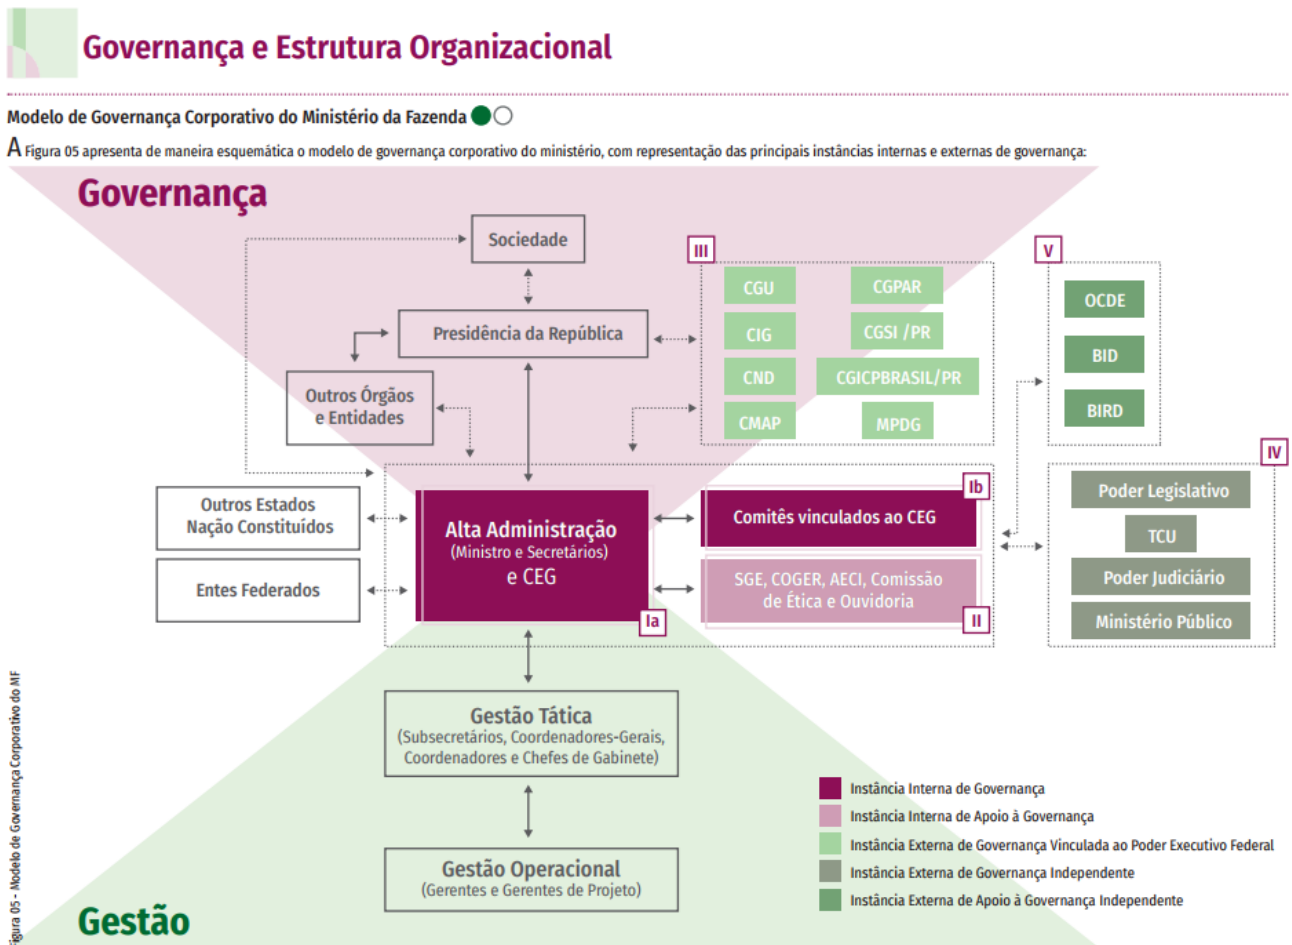 Governança e Estrutura Organizacional
Modelo de Governança Corporativo do Ministério da Fazenda
A Figura 05 apresenta de maneira esquemática o modelo de governança corporativo do ministério, com representação das principais instâncias internas e externas de governança:
Governança
Sociedade
Presidência da República
Outros Órgãos
e Entidades
III
CGU
CGPAR
CIG
CGSI /PR
CND
CGICPBRASIL/PR
CMAP
MPDG
V
OCDE
BID
BIRD
IV
Poder Legislativo
TCU
Poder Judiciário
Ministério Público
Outros Estados
Nação Constituídos
Entes Federados
Alta Administração
(Ministro e Secretários)
e CEG
Ia
Ib
Comitês vinculados ao CEG
SGE, COGER, AECI, Comissão
de Ética e Ouvidoria
II
Gestão Tática
(Subsecretários, Coordenadores-Gerais,
Coordenadores e Chefes de Gabinete)
Gestão Operacional
(Gerentes e Gerentes de Projeto)
Gestão
Instância Interna de Governança
Instância Interna de Apoio à Governança
Instância Externa de Governança Vinculada ao Poder Executivo Federal
Instância Externa de Governança Independente
Instância Externa de Apoio à Governança Independente
Figura 05 - Modelo de Governança Corporativo do MF